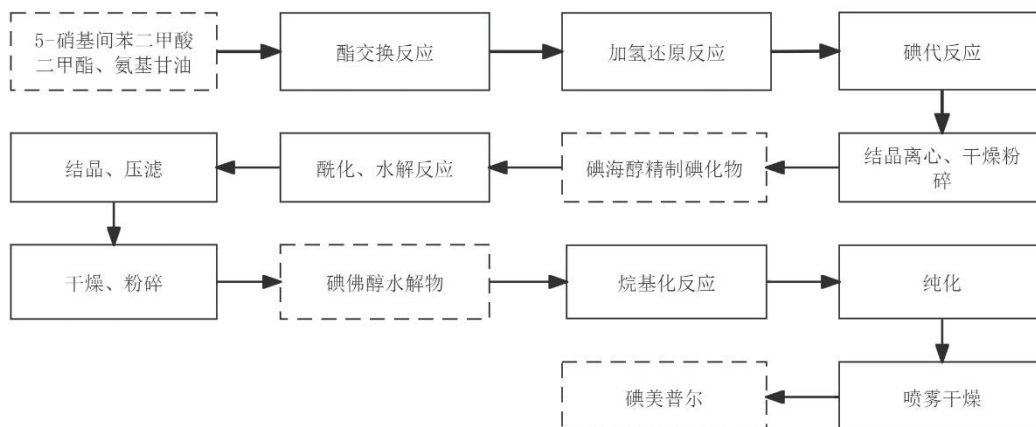 5-硝基间苯二甲酸
二甲酯、氨基甘油
酯交换反应
加氢还原反应
碘代反应
结晶离心、干燥粉
碎
碘海醇精制碘化物
酰化、水解反应
结晶、压滤
干燥、粉碎
碘佛醇水解物
烷基化反应
纯化
喷雾干燥
碘美普尔